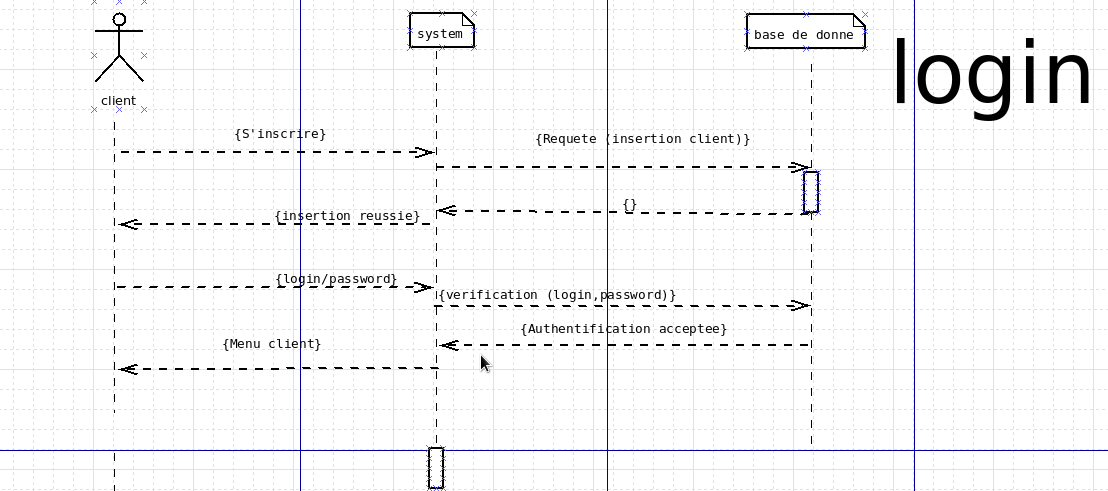 system
base de donne
login
client
{S'inscrire}
{Requete (insertion client)}
{}
{insertion reussie}
{login/password}
{verification (login,password)}
{Authentification acceptee}
{Menu client}